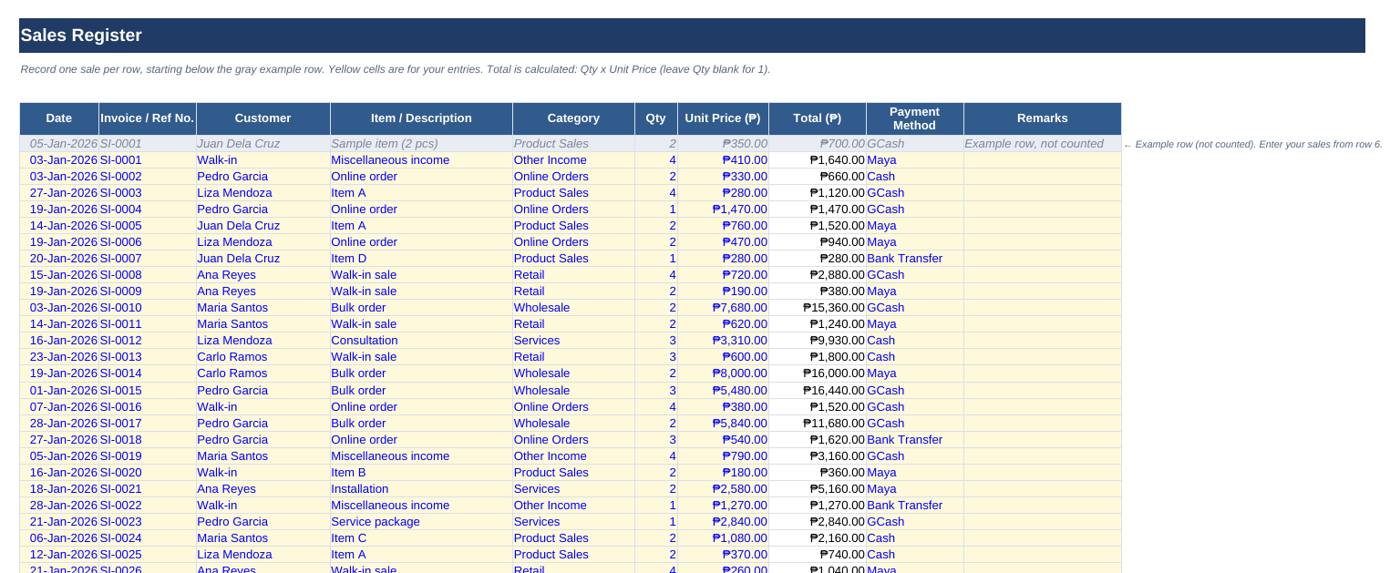 Sales Register
Record one sale per row, starting below the gray example row. Yellow cells are for your entries. Total is calculated: Qty x Unit Price (leave Qty blank for 1).
Date Invoice / Ref No. Customer Item / Description Category Qty Unit Price (₱) Total (₱) Payment Method Remarks
05-Jan-2026 SI-0001 Juan Dela Cruz Sample item (2 pcs) Product Sales 2 ₱350.00 ₱700.00 GCash Example row, not counted ← Example row (not counted). Enter your sales from row 6.
03-Jan-2026 SI-0001 Walk-in Miscellaneous income Other Income 4 ₱410.00 ₱1,640.00 Maya
03-Jan-2026 SI-0002 Pedro Garcia Online order Online Orders 2 ₱330.00 ₱660.00 Cash
27-Jan-2026 SI-0003 Liza Mendoza Item A Product Sales 4 ₱280.00 ₱1,120.00 GCash
19-Jan-2026 SI-0004 Pedro Garcia Online order Online Orders 1 ₱1,470.00 ₱1,470.00 GCash
14-Jan-2026 SI-0005 Juan Dela Cruz Item A Product Sales 2 ₱760.00 ₱1,520.00 Maya
19-Jan-2026 SI-0006 Liza Mendoza Online order Online Orders 2 ₱470.00 ₱940.00 Maya
20-Jan-2026 SI-0007 Juan Dela Cruz Item D Product Sales 1 ₱280.00 ₱280.00 Bank Transfer
15-Jan-2026 SI-0008 Ana Reyes Walk-in sale Retail 4 ₱720.00 ₱2,880.00 GCash
19-Jan-2026 SI-0009 Ana Reyes Walk-in sale Retail 2 ₱190.00 ₱380.00 Maya
03-Jan-2026 SI-0010 Maria Santos Bulk order Wholesale 2 ₱7,680.00 ₱15,360.00 GCash
14-Jan-2026 SI-0011 Maria Santos Walk-in sale Retail 2 ₱620.00 ₱1,240.00 Maya
16-Jan-2026 SI-0012 Liza Mendoza Consultation Services 3 ₱3,310.00 ₱9,930.00 Cash
23-Jan-2026 SI-0013 Carlo Ramos Walk-in sale Retail 3 ₱600.00 ₱1,800.00 Cash
19-Jan-2026 SI-0014 Carlo Ramos Bulk order Wholesale 2 ₱8,000.00 ₱16,000.00 Maya
01-Jan-2026 SI-0015 Pedro Garcia Bulk order Wholesale 3 ₱5,480.00 ₱16,440.00 GCash
07-Jan-2026 SI-0016 Walk-in Online order Online Orders 4 ₱380.00 ₱1,520.00 GCash
28-Jan-2026 SI-0017 Pedro Garcia Bulk order Wholesale 2 ₱5,840.00 ₱11,680.00 GCash
27-Jan-2026 SI-0018 Pedro Garcia Online order Online Orders 3 ₱540.00 ₱1,620.00 Bank Transfer
05-Jan-2026 SI-0019 Maria Santos Miscellaneous income Other Income 4 ₱790.00 ₱3,160.00 GCash
16-Jan-2026 SI-0020 Walk-in Item B Product Sales 2 ₱180.00 ₱360.00 Maya
18-Jan-2026 SI-0021 Ana Reyes Installation Services 2 ₱2,580.00 ₱5,160.00 Maya
28-Jan-2026 SI-0022 Walk-in Miscellaneous income Other Income 1 ₱1,270.00 ₱1,270.00 Bank Transfer
21-Jan-2026 SI-0023 Pedro Garcia Service package Services 1 ₱2,840.00 ₱2,840.00 GCash
06-Jan-2026 SI-0024 Maria Santos Item C Product Sales 2 ₱1,080.00 ₱2,160.00 Cash
12-Jan-2026 SI-0025 Liza Mendoza Item A Product Sales 2 ₱370.00 ₱740.00 Cash
21-Jan-2026 SI-0026 Ana Reyes Walk-in sale Retail 4 ₱260.00 ₱1,040.00 Maya